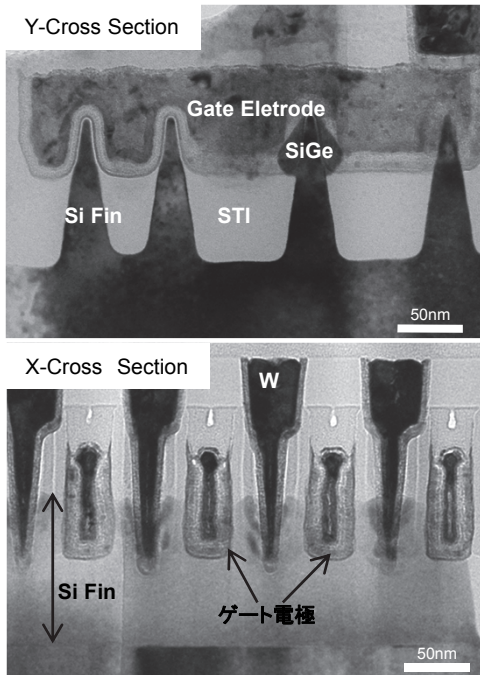 Y-Cross Section
Gate Eletrode
SiGe
Si Fin
STI
50nm
X-Cross Section
W
Si Fin
ゲート電極
50nm